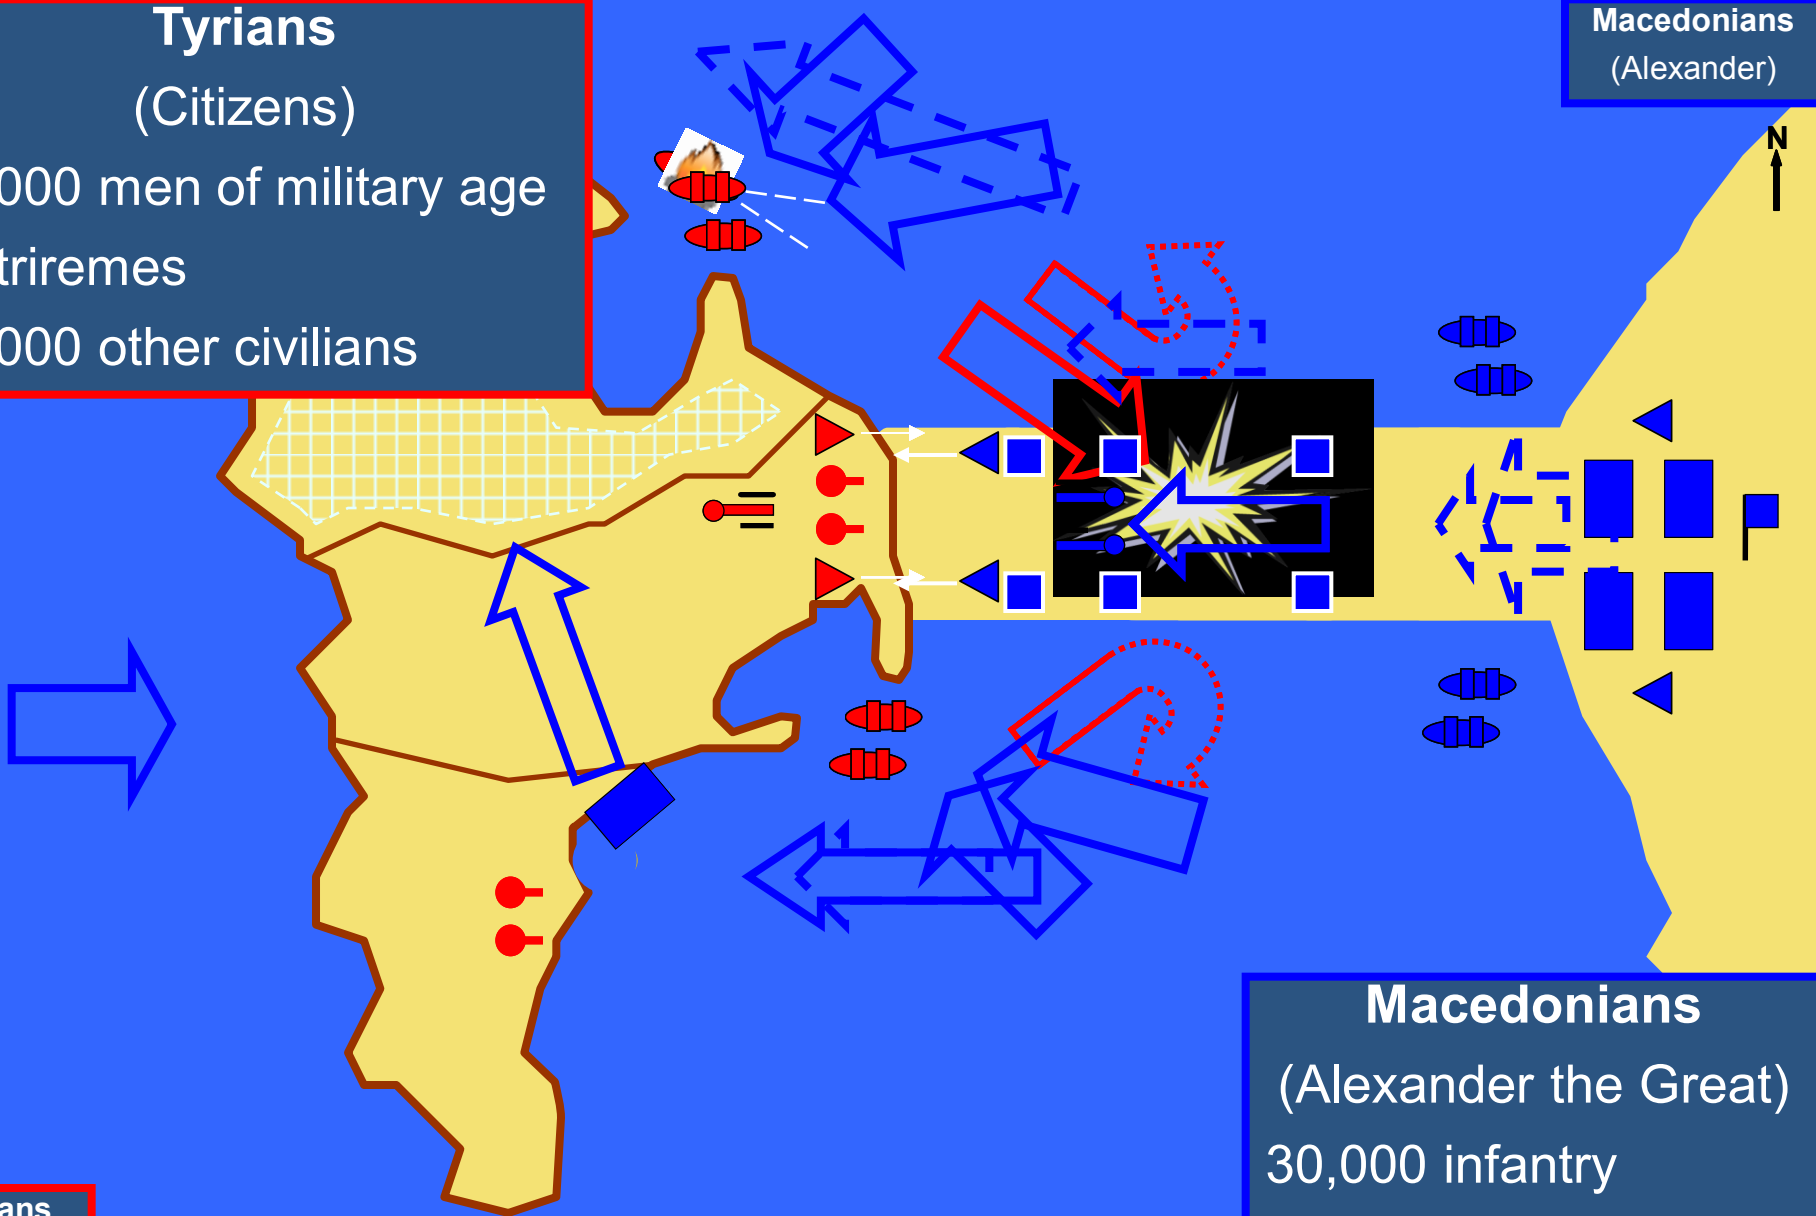 Tyrians
(Citizens)
000 men of military age
triremes
000 other civilians
Macedonians
(Alexander)
N
Macedonians
(Alexander the Great)
30,000 infantry
ans